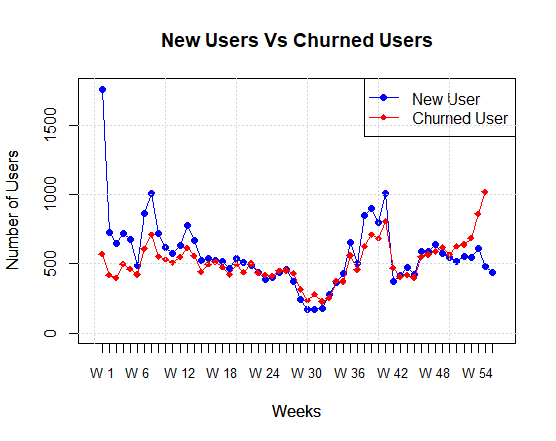 New Users Vs Churned Users
New User
Churned User
Number of Users
1500
1000
500
0
W 1 W 6 W 12 W 18 W 24 W 30 W 36 W 42 W 48 W 54
Weeks